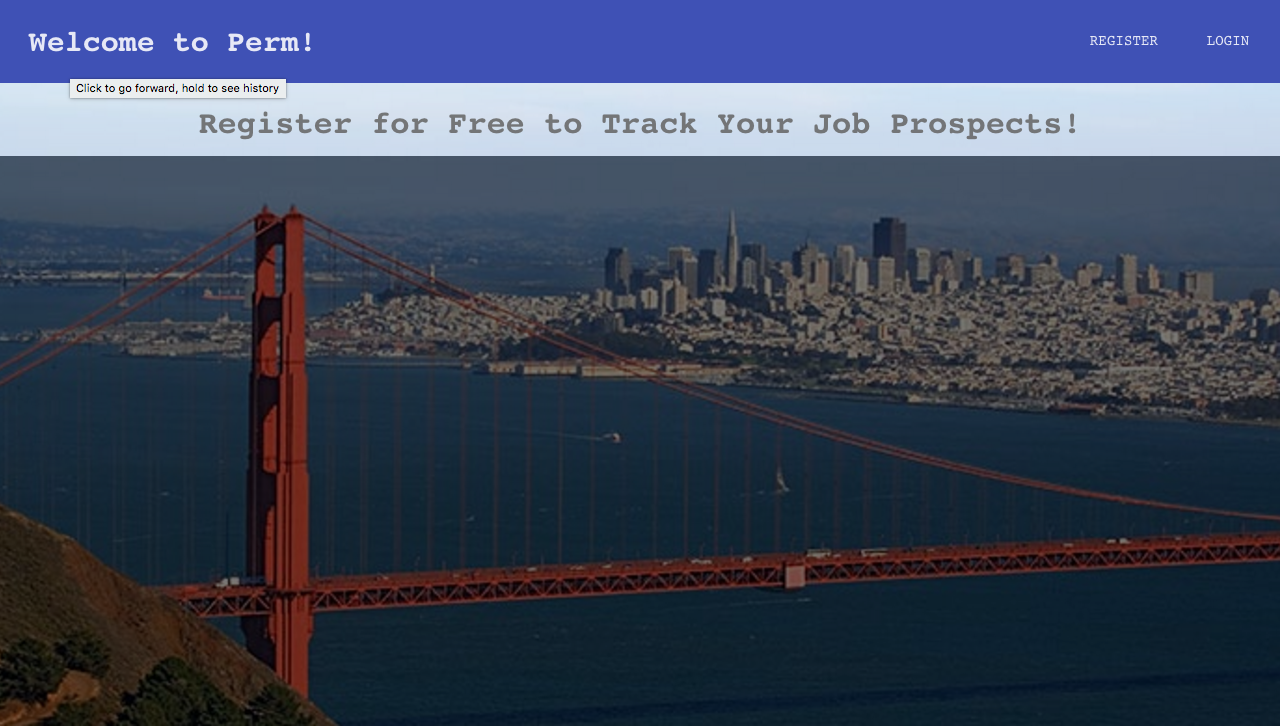 Welcome to Perm!
REGISTER
LOGIN
Click to go forward, hold to see history
Register for Free to Track Your Job Prospects!